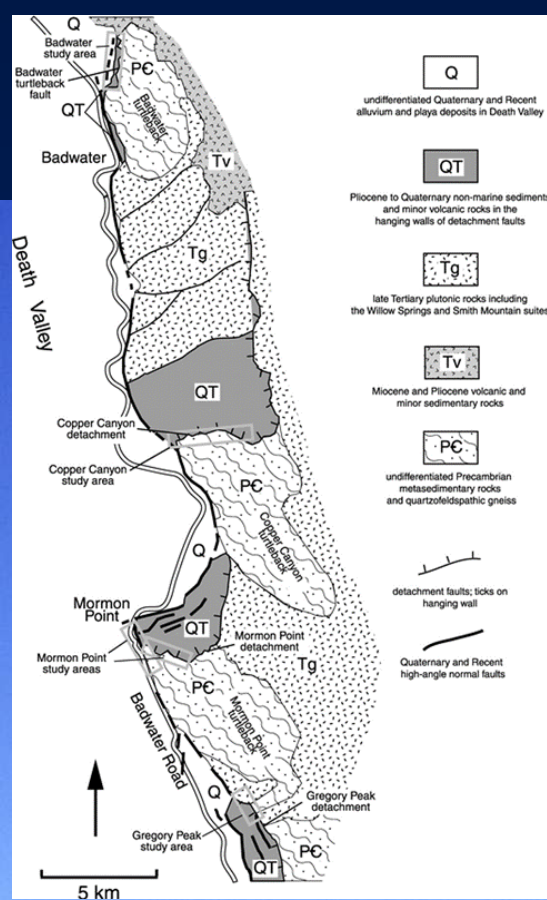 Q
Badwater
study area
Badwater
turtleback
fault
QT
Badwater
PЄ
Badwater
turtleback
Tv
Death Valley
Tg
QT
Copper Canyon
detachment
Copper Canyon
study area
PЄ
Copper Canyon
turtleback
Q
Mormon
Point
QT
Mormon Point
detachment
Mormon Point
study areas
PЄ
Tg
Mormon Point
turtleback
Badwater Road
Q
Gregory Peak
detachment
Gregory Peak
study area
QT
PЄ
5 km
Q
undifferentiated Quaternary and Recent
alluvium and playa deposits in Death Valley
QT
Pliocene to Quaternary non-marine sediments
and minor volcanic rocks in the
hanging walls of detachment faults
Tg
late Tertiary plutonic rocks including
the Willow Springs and Smith Mountain suites
Tv
Miocene and Pliocene volcanic and
minor sedimentary rocks
PЄ
undifferentiated Precambrian
metasedimentary rocks
and quartzofeldspathic gneiss
detachment faults; ticks on
hanging wall
Quaternary and Recent
high-angle normal faults